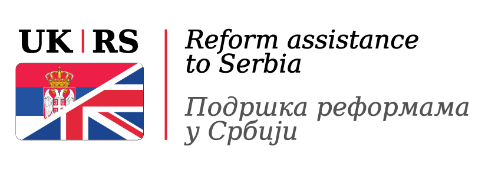 UK | RS
Reform assistance
to Serbia
Подршка реформама
у Србији